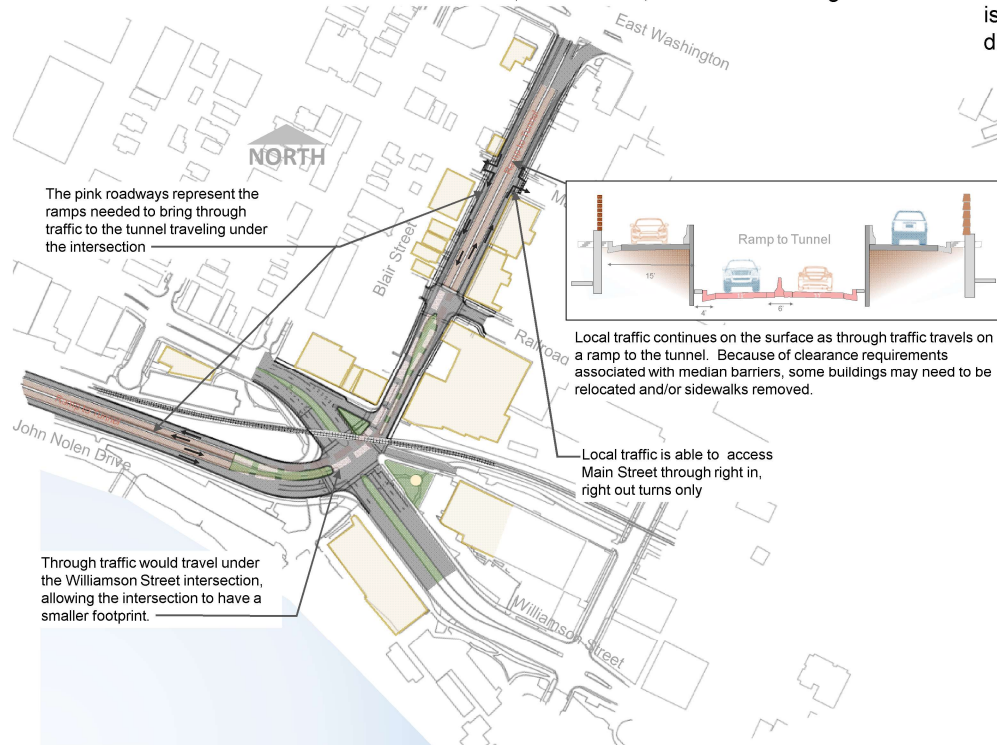 is
d
East Washington
NORTH
The pink roadways represent the
ramps needed to bring through
traffic to the tunnel traveling under
the intersection
Blair Street
Ramp to Tunnel
15'
4'
6'
Local traffic continues on the surface as through traffic travels on
a ramp to the tunnel. Because of clearance requirements
associated with median barriers, some buildings may need to be
relocated and/or sidewalks removed.
Railroad
John Nolen Drive
Local traffic is able to access
Main Street through right in,
right out turns only
Through traffic would travel under
the Williamson Street intersection,
allowing the intersection to have a
smaller footprint.
Williamson Street